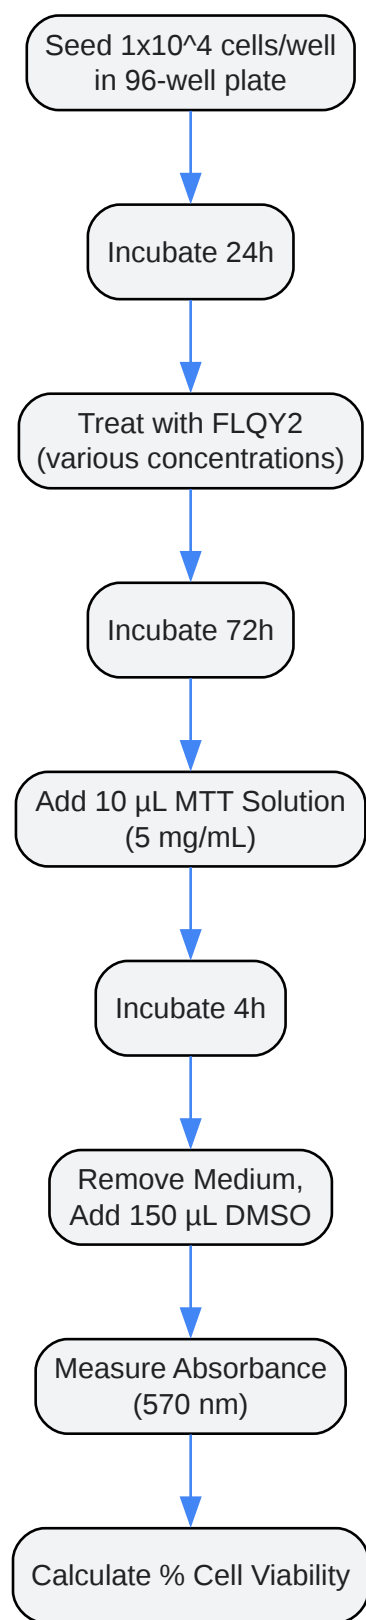 Seed 1x10^4 cells/well
in 96-well plate
Incubate 24h
Treat with FLQY2
(various concentrations)
Incubate 72h
Add 10 µL MTT Solution
(5 mg/mL)
Incubate 4h
Remove Medium,
Add 150 µL DMSO
Measure Absorbance
(570 nm)
Calculate % Cell Viability